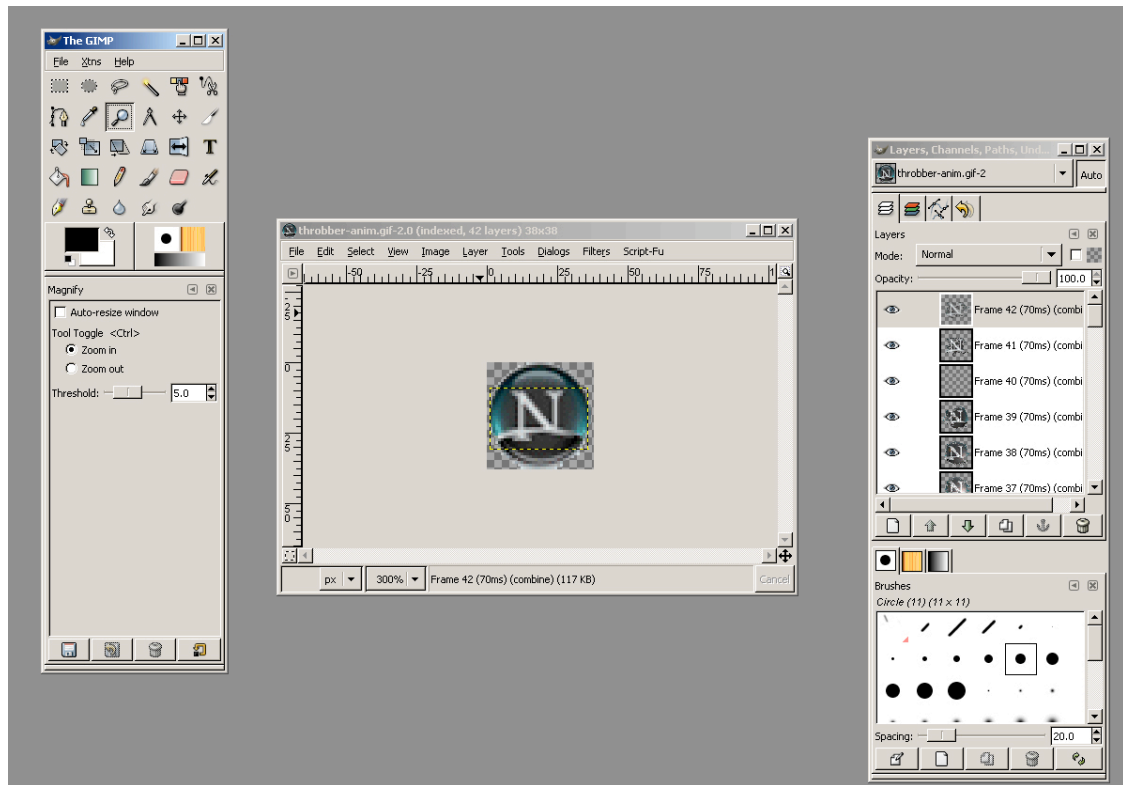 The GIMP
File Xtns Help
T
Magnify
Auto-resize window
Tool Toggle <Ctrl>
Zoom in
Zoom out
Threshold: 5.0
throbber-anim.gif-2.0 (indexed, 42 layers) 38x38
File Edit Select View Image Layer Tools Dialogs Filters Script-Fu
-50 -25 0 25 50 75 1
-25
0
N
25
50
px 300% Frame 42 (70ms) (combine) (117 KB) Cancel
Layers, Channels, Paths, Und...
throbber-anim.gif-2 Auto
Layers
Mode: Normal
Opacity: 100.0
Frame 42 (70ms) (combi
Frame 41 (70ms) (combi
Frame 40 (70ms) (combi
Frame 39 (70ms) (combi
Frame 38 (70ms) (combi
Frame 37 (70ms) (combi
Brushes
Circle (11) (11 x 11)
Spacing: 20.0